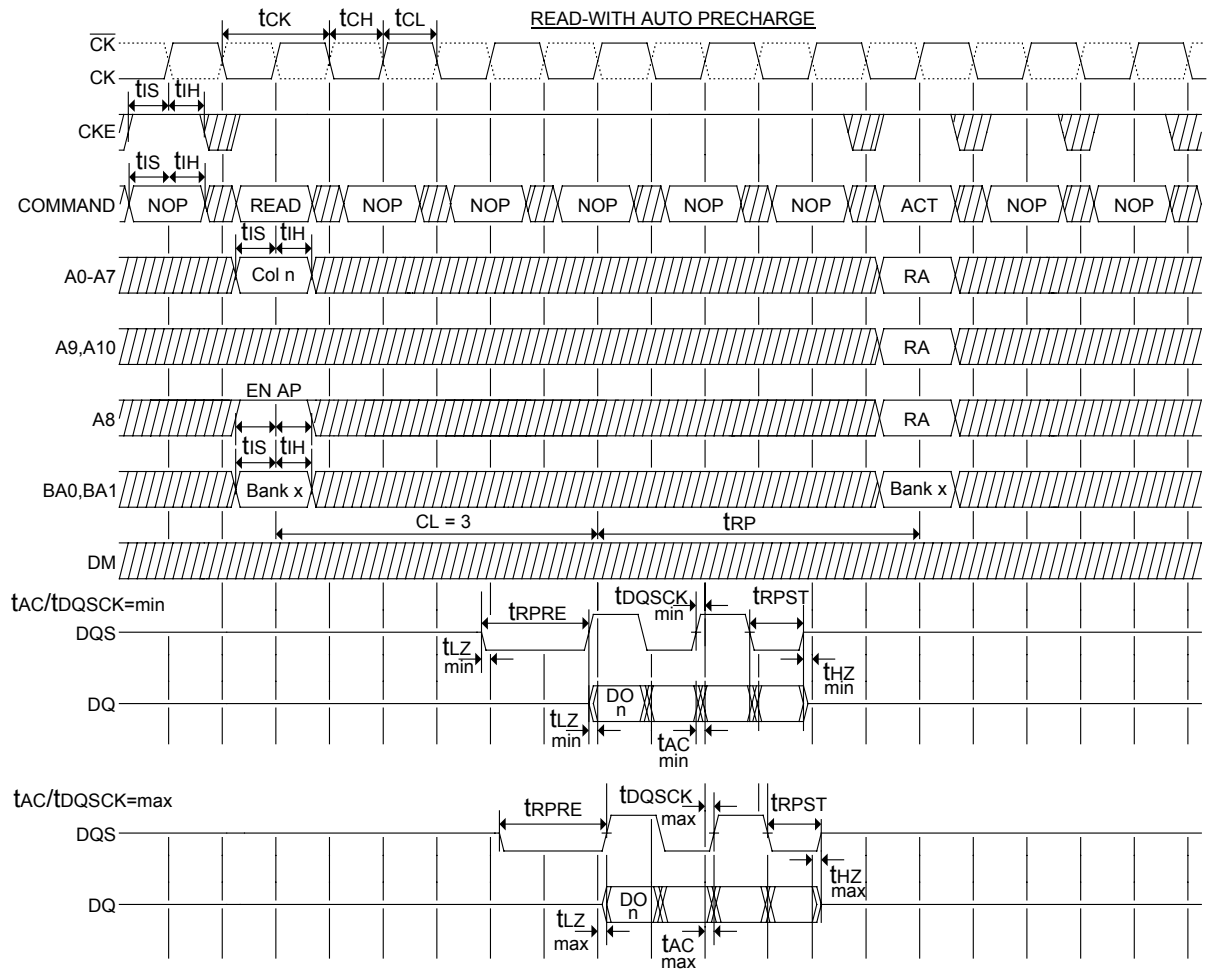 READ-WITH AUTO PRECHARGE
tCK tCH tCL
CK
CK
tIS tIH
CKE
tIS tIH
COMMAND NOP READ NOP NOP NOP NOP NOP ACT NOP NOP
tIS tIH
A0-A7 Col n RA
A9,A10 RA
EN AP
A8 RA
tIS tIH
BA0,BA1 Bank x Bank x
CL = 3 tRP
DM
tAC/tDQSCK=min
tRPRE tDQSCK min tRPST
DQS
tLZ min tHZ min
DQ DO n
tLZ min tAC min
tAC/tDQSCK=max
tRPRE tDQSCK max tRPST
DQS
tHZ max
DQ DO n
tLZ max tAC max